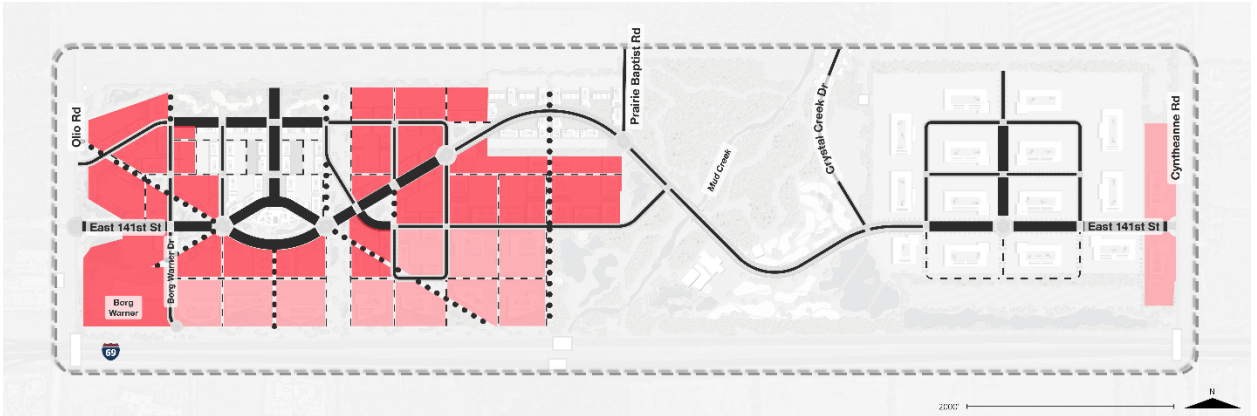 Olio Rd
Prairie Baptist Rd
Crystal Creek Dr
Cyntheanne Rd
Mud Creek
East 141st St
East 141st St
Borg Warner Dr
Borg
Warner
69
2000'
N